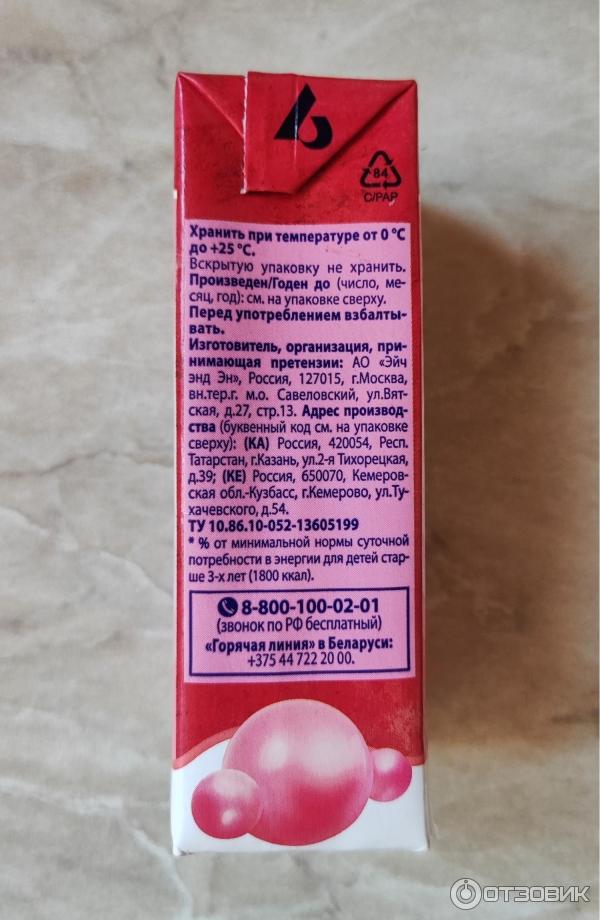 84
C/PAP
Хранить при температуре от 0 °С
до +25 °С.
Вскрытую упаковку не хранить.
Произведен/Годен до (число, ме-
сяц, год): см. на упаковке сверху.
Перед употреблением взбалты-
вать.
Изготовитель, организация, при-
нимающая претензии: АО «Эйч
энд Эн», Россия, 127015, г.Москва,
вн.тер.г. м.о. Савеловский, ул.Вят-
ская, д.27, стр.13. Адрес производ-
ства (буквенный код см. на упаковке
сверху): (КА) Россия, 420054, Респ.
Татарстан, г.Казань, ул.2-я Тихорецкая,
д.39; (КЕ) Россия, 650070, Кемеров-
ская обл.-Кузбасс, г.Кемерово, ул.Ту-
хачевского, д.54.
ТУ 10.86.10-052-13605199
* % от минимальной нормы суточной
потребности в энергии для детей стар-
ше 3-х лет (1800 ккал).
8-800-100-02-01
(звонок по РФ бесплатный)
«Горячая линия» в Беларуси:
+375 44 722 20 00.
ОТЗОВИК